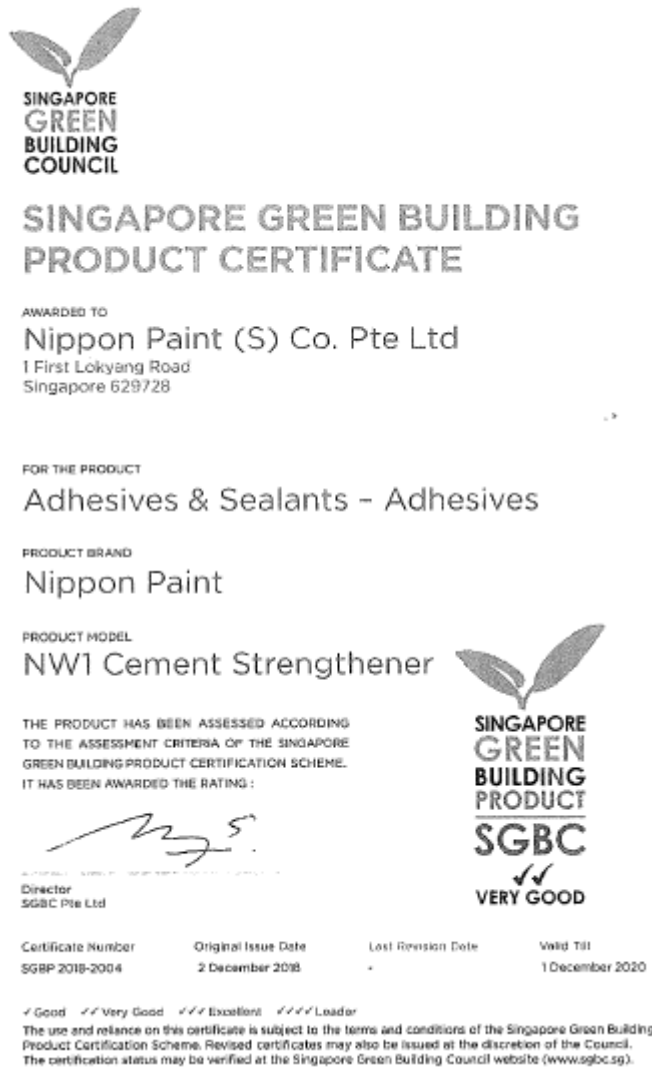 SINGAPORE
GREEN
BUILDING
COUNCIL
SINGAPORE GREEN BUILDING
PRODUCT CERTIFICATE
AWARDED TO
Nippon Paint (S) Co. Pte Ltd
1 First Lokyang Road
Singapore 629728
FOR THE PRODUCT
Adhesives & Sealants – Adhesives
PRODUCT BRAND
Nippon Paint
PRODUCT MODEL
NW1 Cement Strengthener
THE PRODUCT HAS BEEN ASSESSED ACCORDING
TO THE ASSESSMENT CRITERIA OF THE SINGAPORE
GREEN BUILDING PRODUCT CERTIFICATION SCHEME.
IT HAS BEEN AWARDED THE RATING :
SINGAPORE
GREEN
BUILDING
PRODUCT
SGBC
✓✓
VERY GOOD
Director
SGBC Pte Ltd
Certificate Number Original Issue Date Last Revision Date Valid Till
SGBP 2018-2004 2 December 2018 - 1 December 2020
✓ Good ✓✓ Very Good ✓✓✓ Excellent ✓✓✓✓ Leader
The use and reliance on this certificate is subject to the terms and conditions of the Singapore Green Building
Product Certification Scheme. Revised certificates may also be issued at the discretion of the Council.
The certification status may be verified at the Singapore Green Building Council website (www.sgbc.sg).